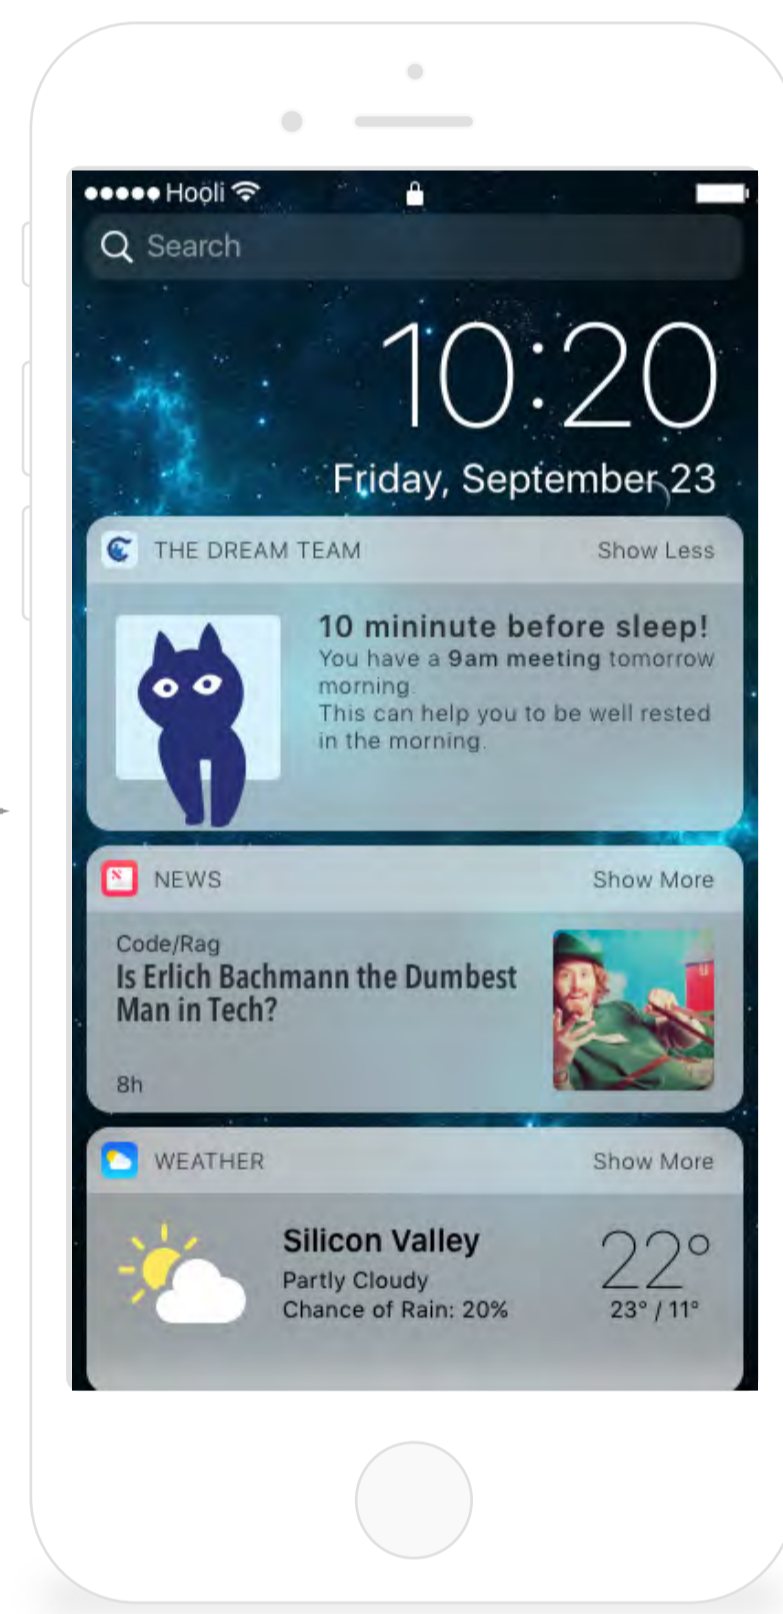 ●●●●● Hooli
Search
10:20
Friday, September 23
THE DREAM TEAM Show Less
10 mininute before sleep!
You have a 9am meeting tomorrow
morning.
This can help you to be well rested
in the morning.
NEWS Show More
Code/Rag
Is Erlich Bachmann the Dumbest
Man in Tech?
8h
WEATHER Show More
Silicon Valley
22°
Partly Cloudy
Chance of Rain: 20% 23° / 11°